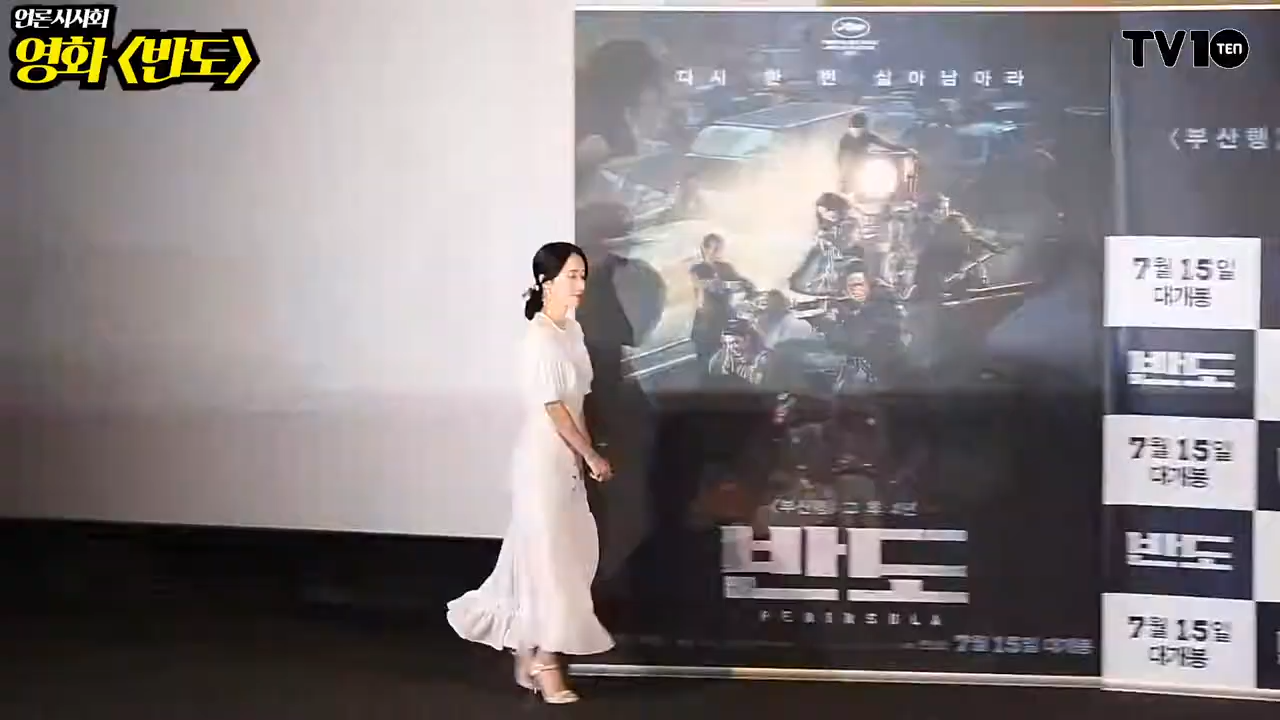 언론시사회
영화 <반도>
TV10 TEN
다시 한 번 살아남아라
<부산행
7월 15일
대개봉
반도
7월 15일
대개봉
반도
7월 15일
대개봉
<부산행> 그 후 4년
반도
PENINSULA
7월 15일 대개봉